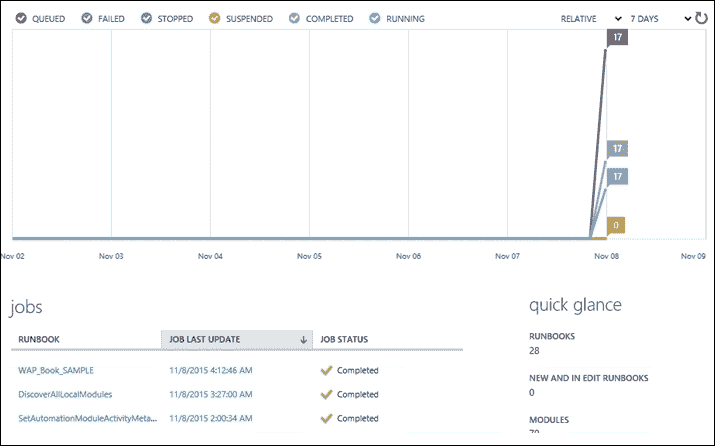 QUEUED FAILED STOPPED SUSPENDED COMPLETED RUNNING RELATIVE 7 DAYS
17
17
17
0
Nov 02 Nov 03 Nov 04 Nov 05 Nov 06 Nov 07 Nov 08 Nov 09
jobs
RUNBOOK JOB LAST UPDATE JOB STATUS
WAP_Book_SAMPLE 11/8/2015 4:12:46 AM Completed
DiscoverAllLocalModules 11/8/2015 3:27:00 AM Completed
SetAutomationModuleActivityMeta... 11/8/2015 2:00:34 AM Completed
quick glance
RUNBOOKS
28
NEW AND IN EDIT RUNBOOKS
0
MODULES